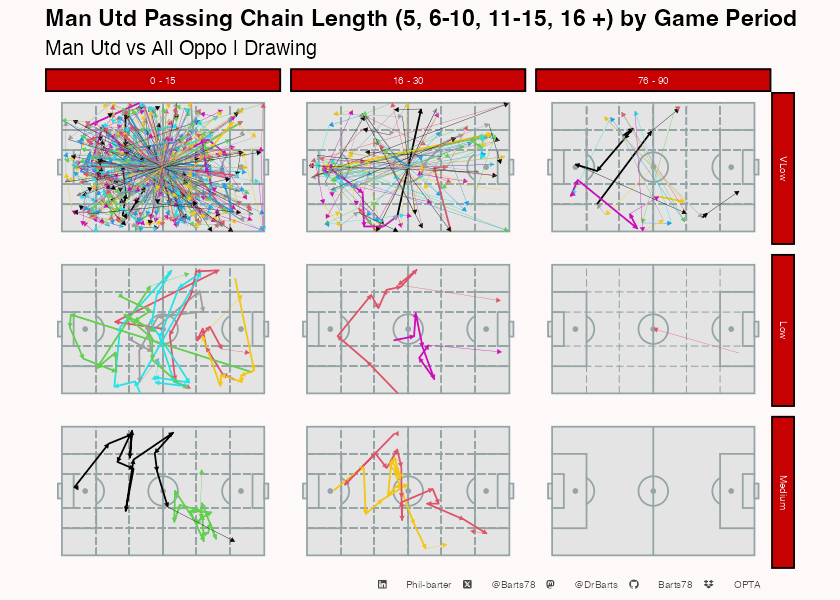 Man Utd Passing Chain Length (5, 6-10, 11-15, 16 +) by Game Period
Man Utd vs All Oppo | Drawing
0 - 15
16 - 30
76 - 90
VLow
Low
Medium
Phil-barter @Barts78 @DrBarts Barts78 OPTA